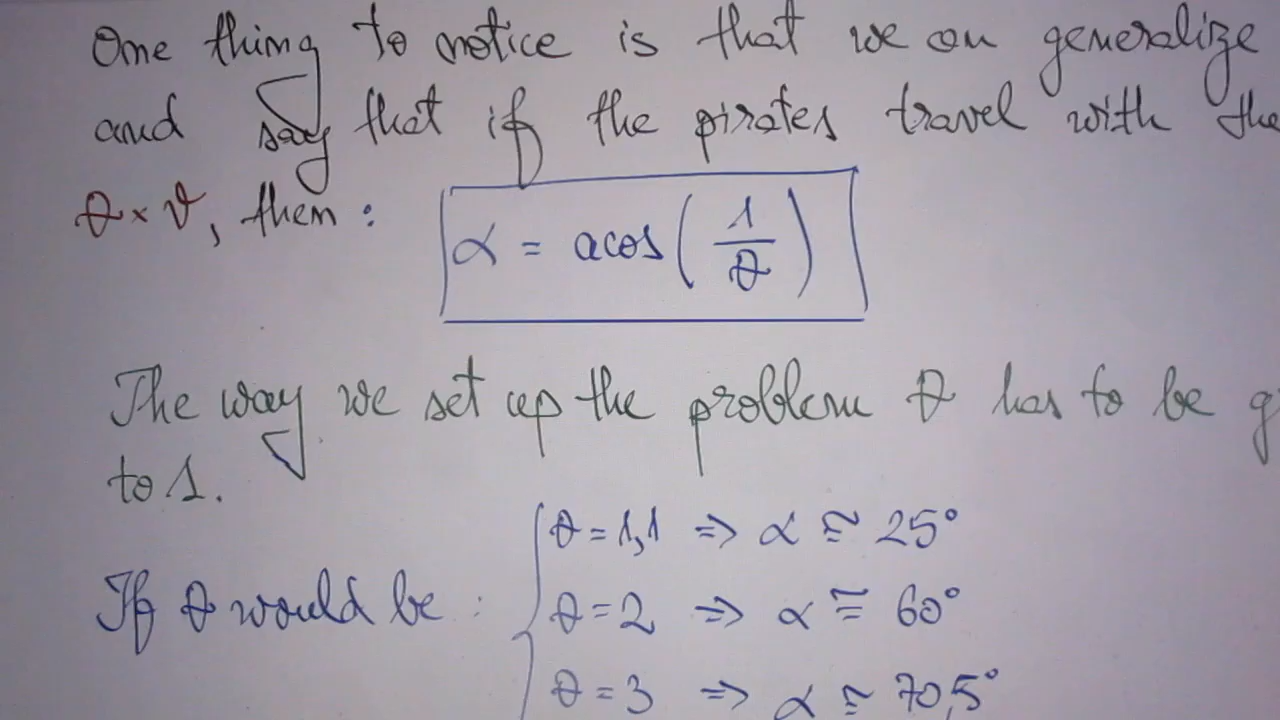 One thing to notice is that we can generalize
and say that if the pirates travel with the
θ × v, then:
α = acos(1/θ)
The way we set up the problem θ has to be g
to 1.
If θ would be:
θ = 1,1 ⇒ α ≅ 25°
θ = 2 ⇒ α ≅ 60°
θ = 3 ⇒ α ≅ 70,5°